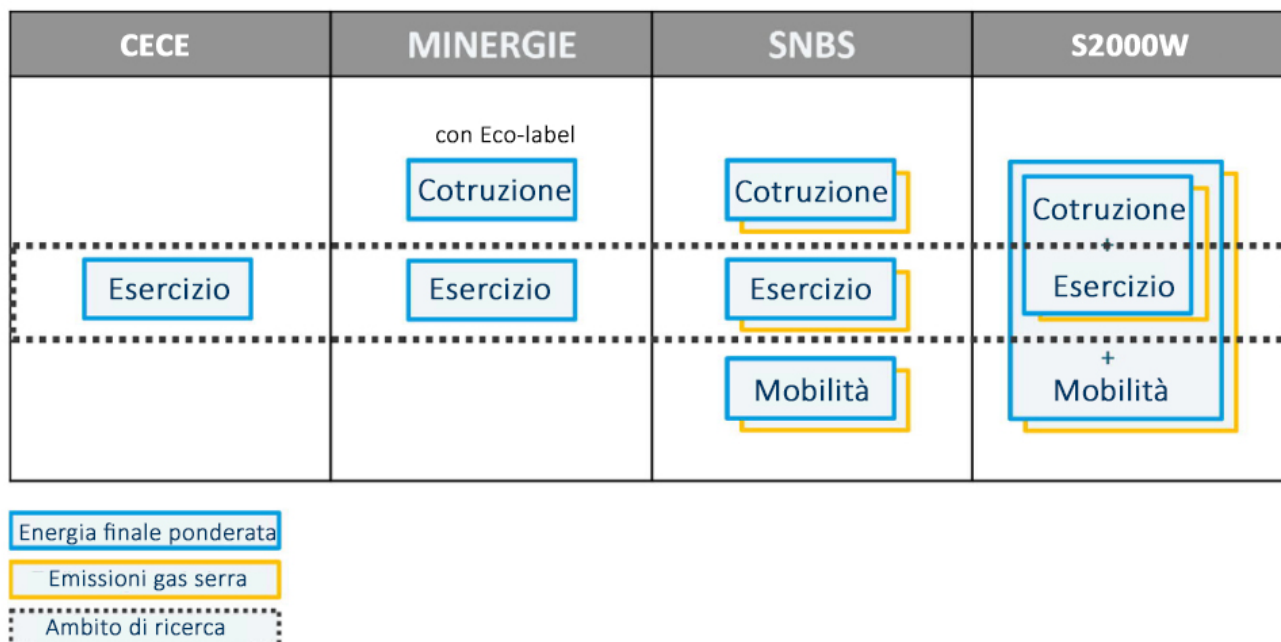 CECE
MINERGIE
SNBS
S2000W
con Eco-label
Cotruzione
Cotruzione
Cotruzione
+
Esercizio
Esercizio
Esercizio
Esercizio
+
Mobilità
Mobilità
Energia finale ponderata
Emissioni gas serra
Ambito di ricerca